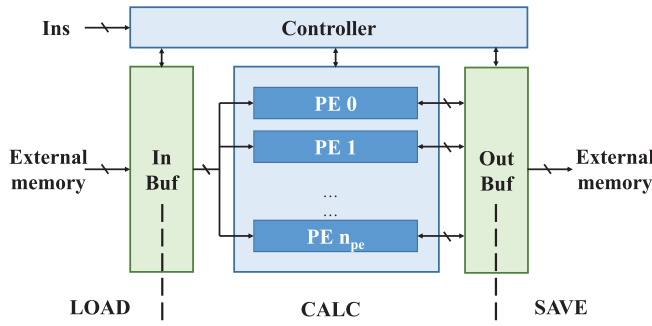 Ins
Controller
PE 0
PE 1
...
...
PE n_pe
External
memory
In
Buf
Out
Buf
External
memory
LOAD
CALC
SAVE